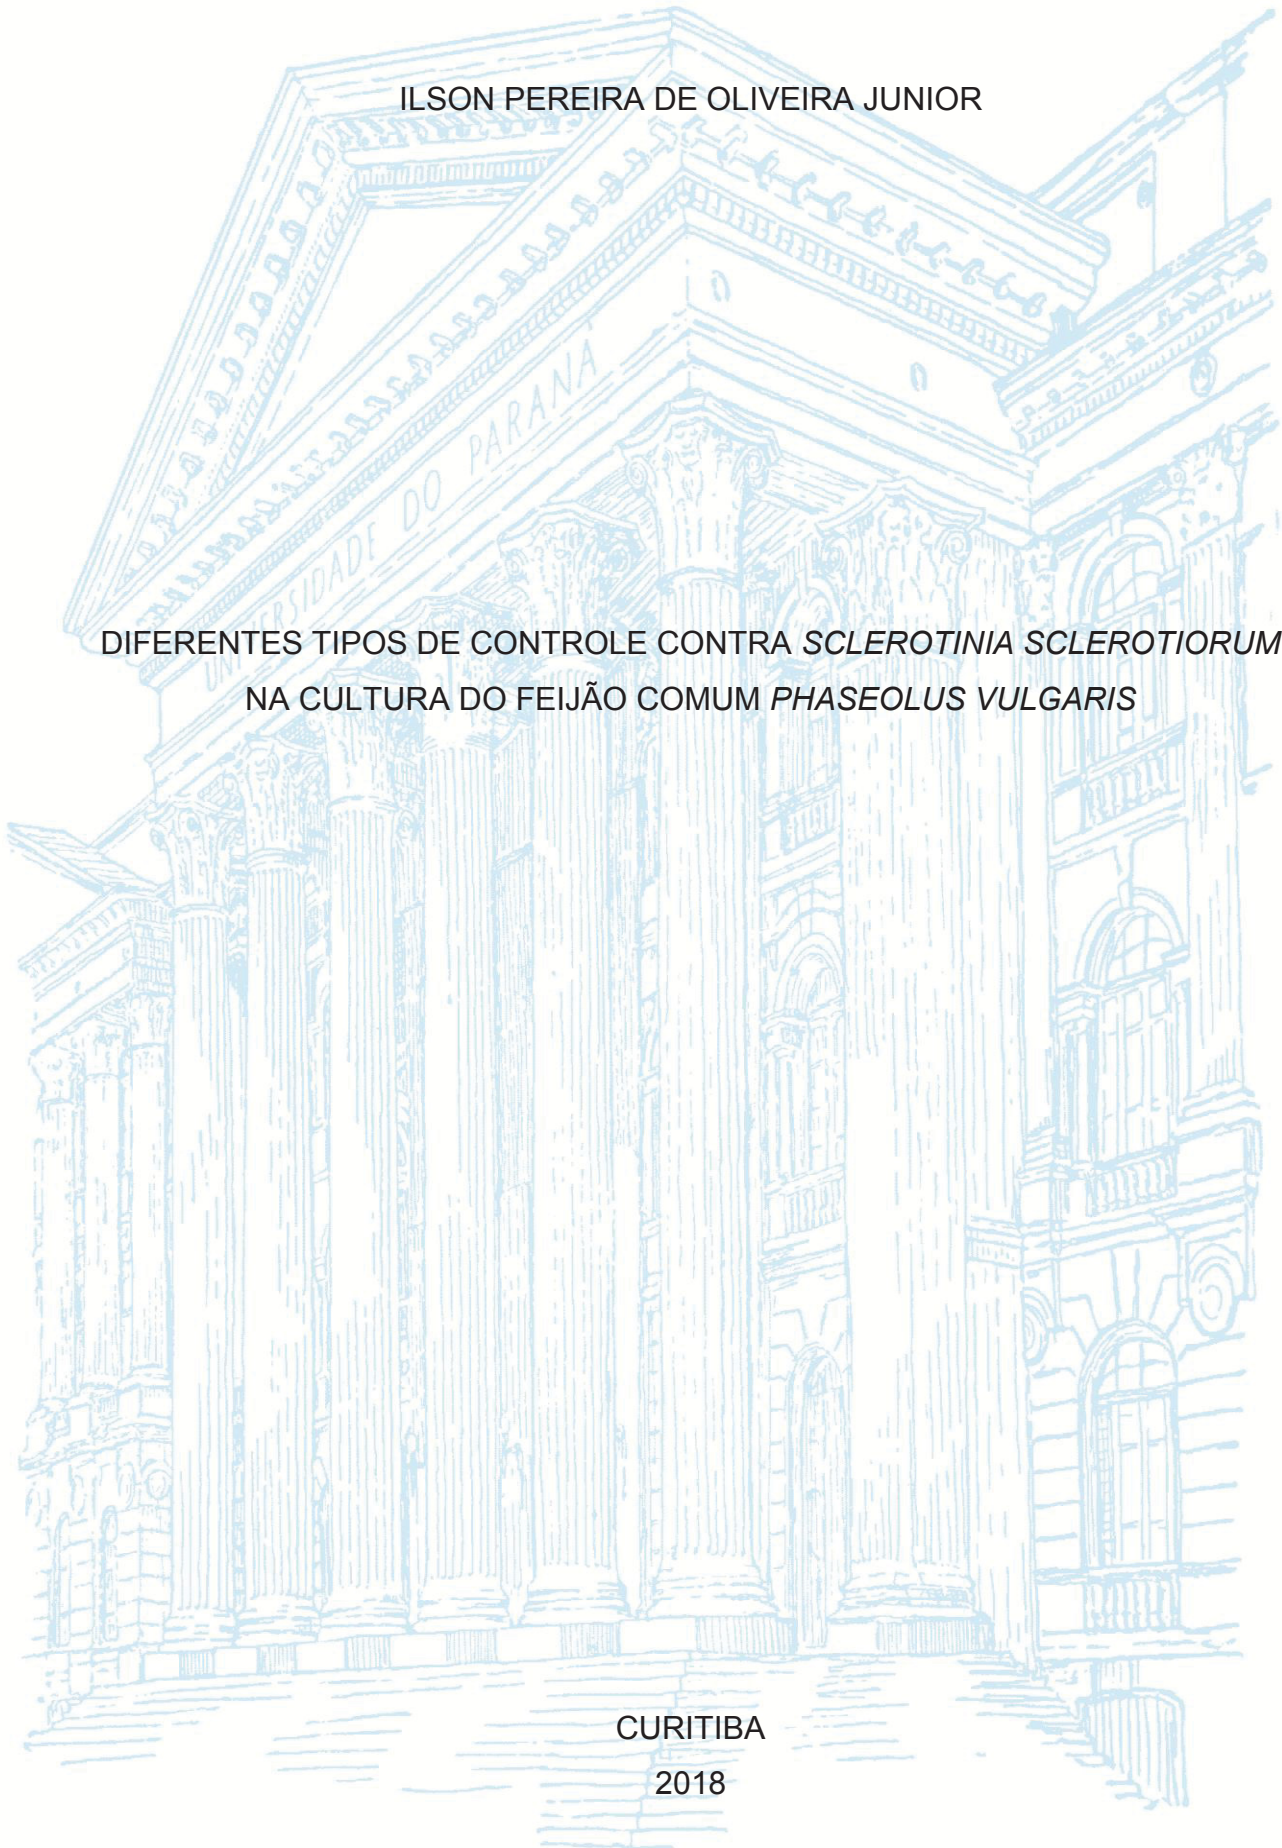 ILSON PEREIRA DE OLIVEIRA JUNIOR
UNIVERSIDADE DO PARANÁ
DIFERENTES TIPOS DE CONTROLE CONTRA SCLEROTINIA SCLEROTIORUM
NA CULTURA DO FEIJÃO COMUM PHASEOLUS VULGARIS
CURITIBA
2018